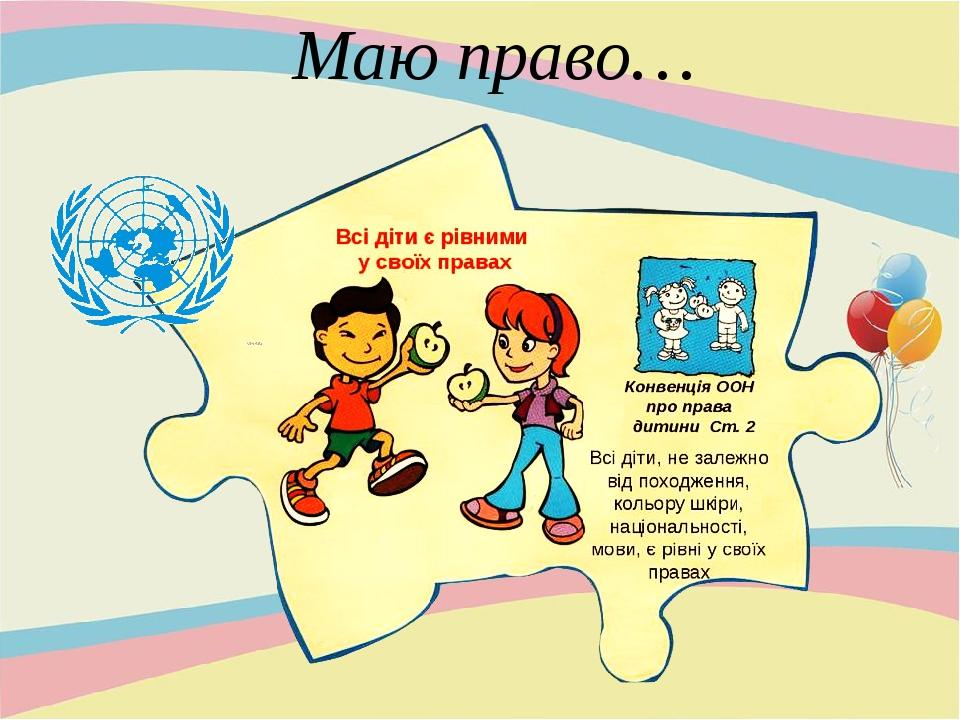 Маю право…
Всі діти є рівними
у своїх правах
Конвенція ООН
про права
дитини Ст. 2
Всі діти, не залежно
від походження,
кольору шкіри,
національності,
мови, є рівні у своїх
правах